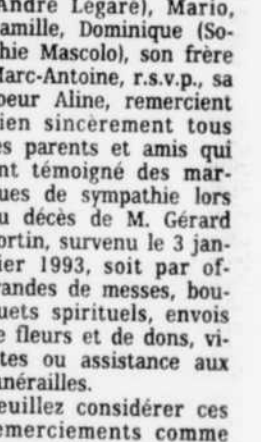 André Légaré), Mario,
amille, Dominique (So-
hie Mascolo), son frère
Marc-Antoine, r.s.v.p., sa
oeur Aline, remercient
ien sincèrement tous
es parents et amis qui
nt témoigné des mar-
ues de sympathie lors
u décès de M. Gérard
ortin, survenu le 3 jan-
ier 1993, soit par of-
randes de messes, bou-
uets spirituels, envois
e fleurs et de dons, vi-
tes ou assistance aux
unérailles.
euillez considérer ces
emerciements comme